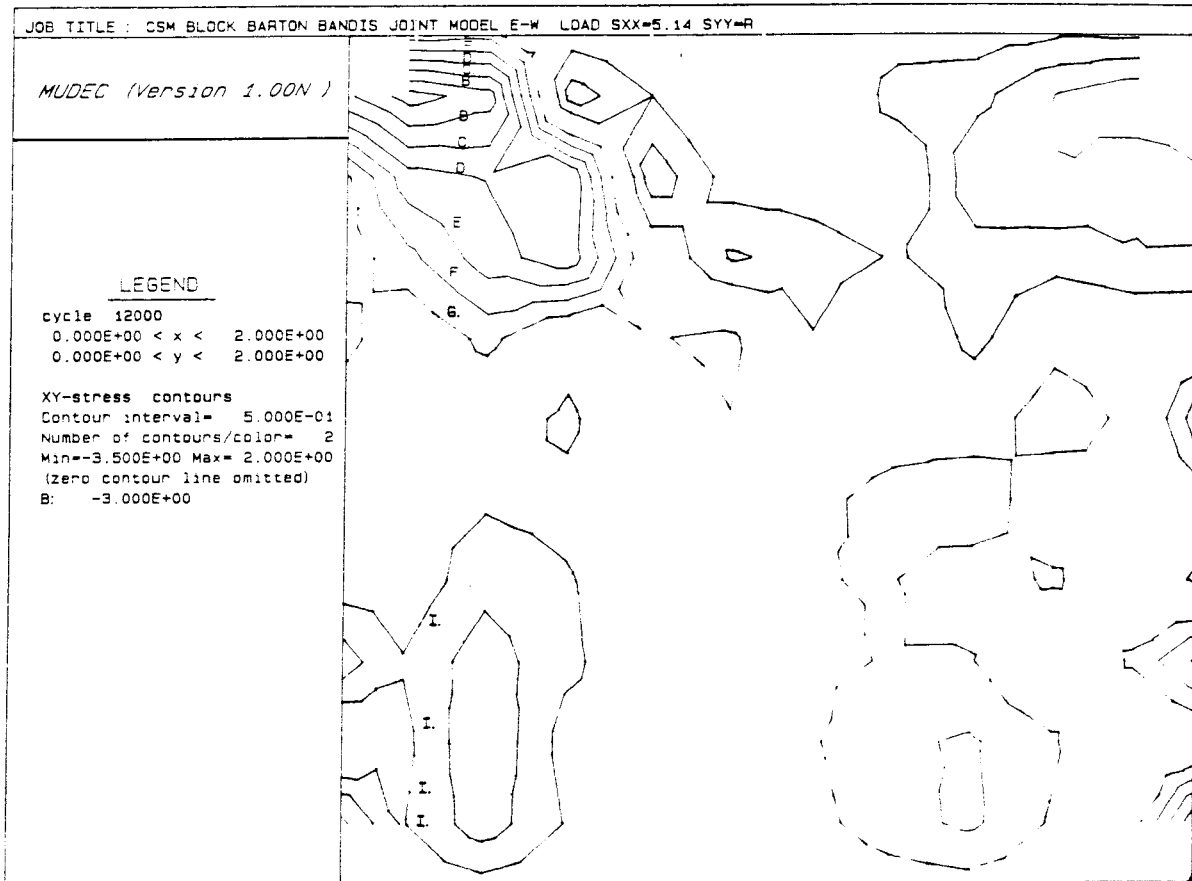 JOB TITLE : CSM BLOCK BARTON BANDIS JOINT MODEL E-W LOAD SXX=5.14 SYY=R
MUDEC (Version 1.00N )
LEGEND
cycle 12000
0.000E+00 < x < 2.000E+00
0.000E+00 < y < 2.000E+00
XY-stress contours
Contour interval= 5.000E-01
Number of contours/color= 2
Min=-3.500E+00 Max= 2.000E+00
(zero contour line omitted)
B: -3.000E+00
D
B
B
C
D
E
F
G.
I.
I.
I.
I.